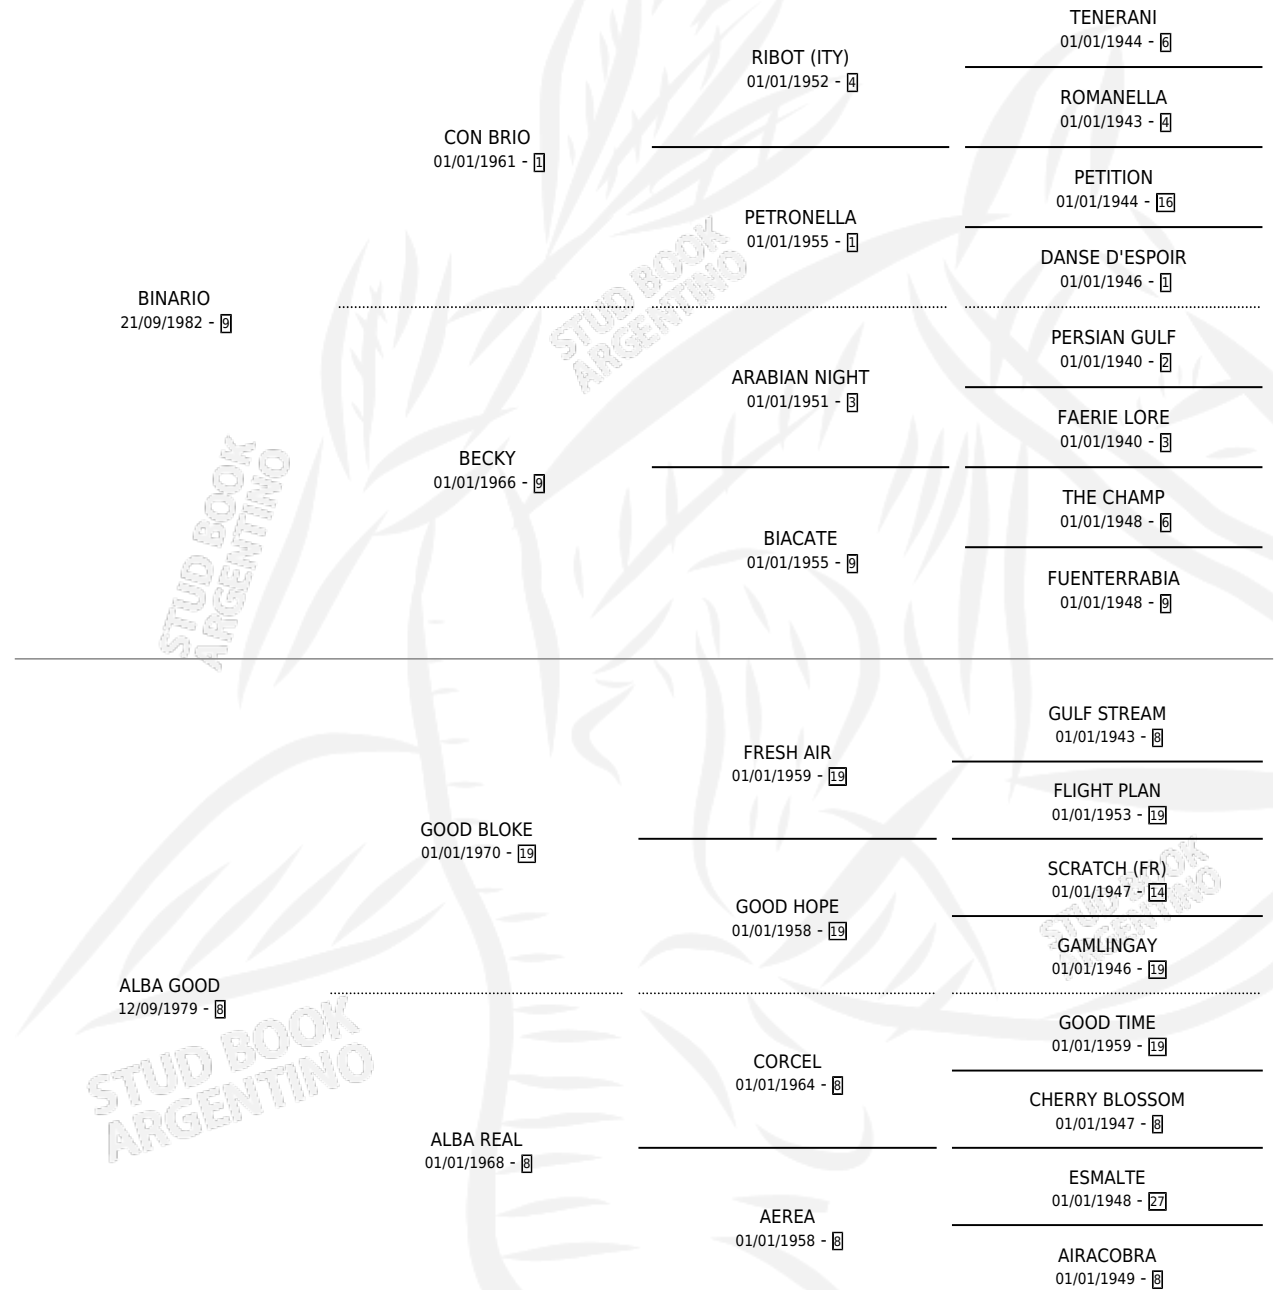 TENERANI
01/01/1944 - 6
RIBOT (ITY)
01/01/1952 - 4
ROMANELLA
01/01/1943 - 4
CON BRIO
01/01/1961 - 1
PETITION
01/01/1944 - 16
PETRONELLA
01/01/1955 - 1
DANSE D'ESPOIR
01/01/1946 - 1
BINARIO
21/09/1982 - 9
PERSIAN GULF
01/01/1940 - 2
ARABIAN NIGHT
01/01/1951 - 3
FAERIE LORE
01/01/1940 - 3
BECKY
01/01/1966 - 9
THE CHAMP
01/01/1948 - 6
BIACATE
01/01/1955 - 9
FUENTERRABIA
01/01/1948 - 9
GULF STREAM
01/01/1943 - 8
FRESH AIR
01/01/1959 - 19
FLIGHT PLAN
01/01/1953 - 19
GOOD BLOKE
01/01/1970 - 19
SCRATCH (FR)
01/01/1947 - 14
GOOD HOPE
01/01/1958 - 19
GAMLINGAY
01/01/1946 - 19
ALBA GOOD
12/09/1979 - 8
GOOD TIME
01/01/1959 - 19
CORCEL
01/01/1964 - 8
CHERRY BLOSSOM
01/01/1947 - 8
ALBA REAL
01/01/1968 - 8
ESMALTE
01/01/1948 - 27
AEREA
01/01/1958 - 8
AIRACOBRA
01/01/1949 - 8
STUD BOOK
ARGENTINO
STUD BOOK
ARGENTINO
STUD BOOK
ARGENTINO
STUD BOOK
ARGENTINO